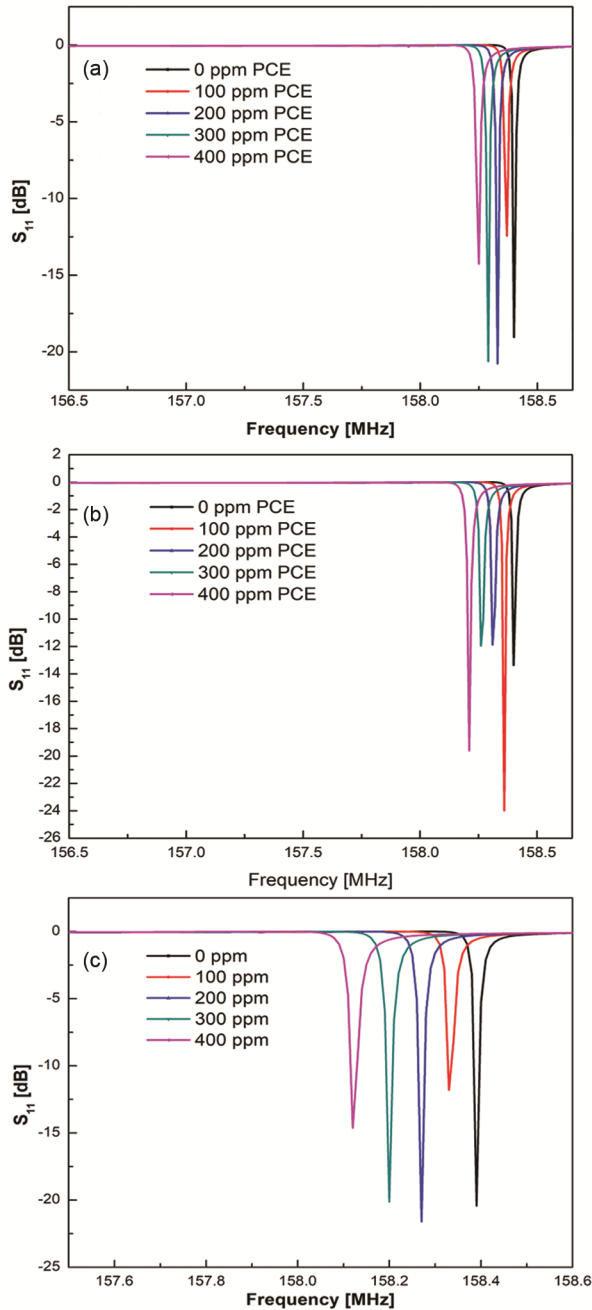 (a)
0 ppm PCE
100 ppm PCE
200 ppm PCE
300 ppm PCE
400 ppm PCE
0
-5
-10
-15
-20
S11 [dB]
156.5 157.0 157.5 158.0 158.5
Frequency [MHz]
(b)
0 ppm PCE
100 ppm PCE
200 ppm PCE
300 ppm PCE
400 ppm PCE
2
0
-2
-4
-6
-8
-10
-12
-14
-16
-18
-20
-22
-24
-26
S11 [dB]
156.5 157.0 157.5 158.0 158.5
Frequency [MHz]
(c)
0 ppm
100 ppm
200 ppm
300 ppm
400 ppm
0
-5
-10
-15
-20
-25
S11 [dB]
157.6 157.8 158.0 158.2 158.4 158.6
Frequency [MHz]